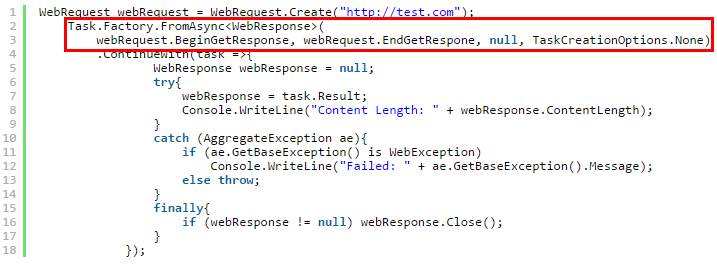 1 WebRequest webRequest = WebRequest.Create("http://test.com");
2 Task.Factory.FromAsync<WebResponse>(
3 webRequest.BeginGetResponse, webRequest.EndGetRespone, null, TaskCreationOptions.None)
4 .ContinueWith(task =>{
5 WebResponse webResponse = null;
6 try{
7 webResponse = task.Result;
8 Console.WriteLine("Content Length: " + webResponse.ContentLength);
9 }
10 catch (AggregateException ae){
11 if (ae.GetBaseException() is WebException)
12 Console.WriteLine("Failed: " + ae.GetBaseException().Message);
13 else throw;
14 }
15 finally{
16 if (webResponse != null) webResponse.Close();
17 }
18 });